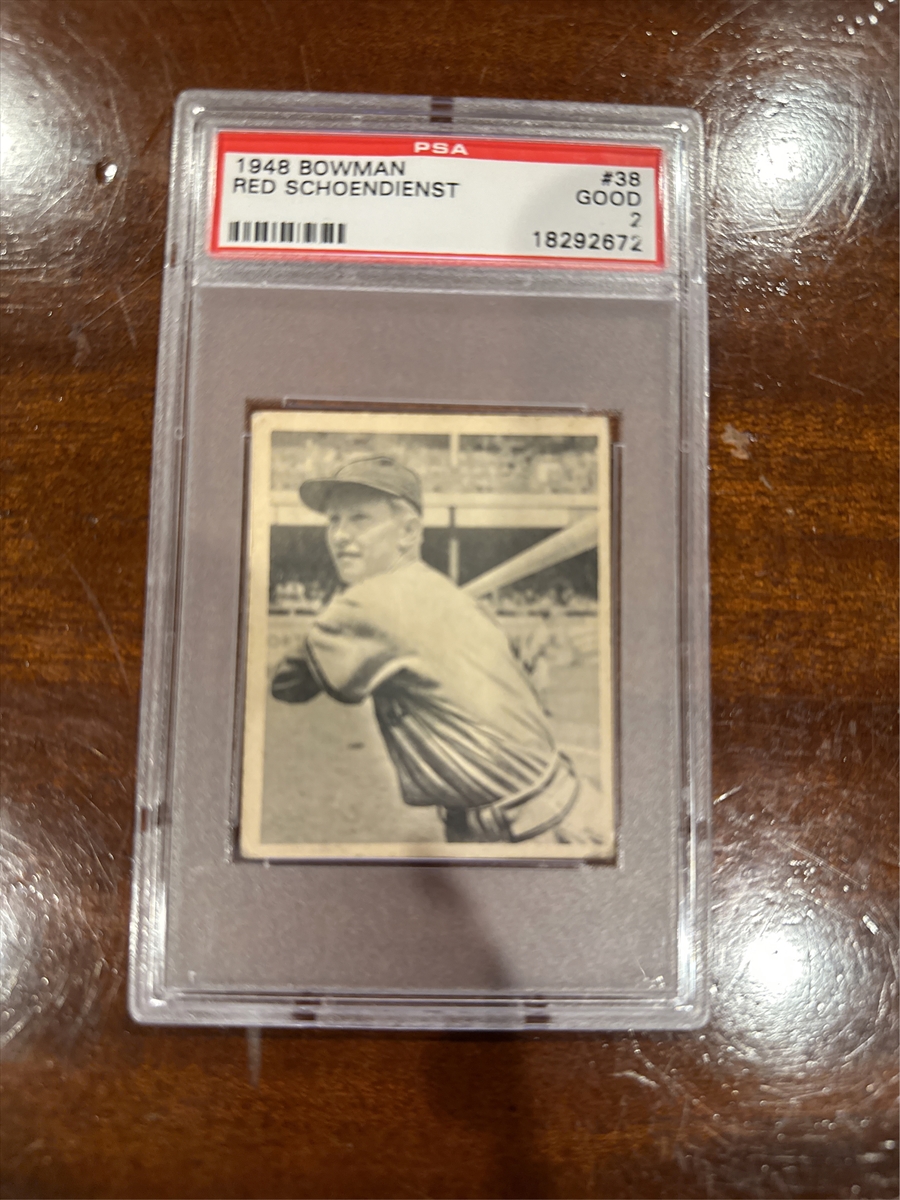 PSA
1948 BOWMAN #38
RED SCHOENDIENST GOOD
2
18292672